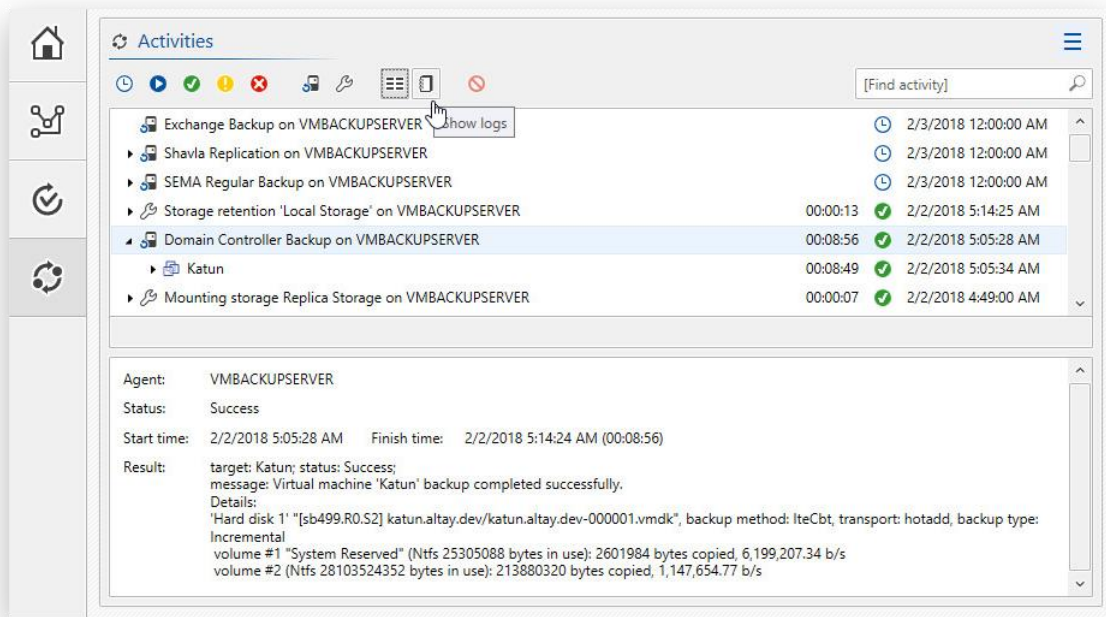 Activities
[Find activity]
Show logs
Exchange Backup on VMBACKUPSERVER 2/3/2018 12:00:00 AM
Shavla Replication on VMBACKUPSERVER 2/3/2018 12:00:00 AM
SEMA Regular Backup on VMBACKUPSERVER 2/3/2018 12:00:00 AM
Storage retention 'Local Storage' on VMBACKUPSERVER 00:00:13 2/2/2018 5:14:25 AM
Domain Controller Backup on VMBACKUPSERVER 00:08:56 2/2/2018 5:05:28 AM
Katun 00:08:49 2/2/2018 5:05:34 AM
Mounting storage Replica Storage on VMBACKUPSERVER 00:00:07 2/2/2018 4:49:00 AM
Agent: VMBACKUPSERVER
Status: Success
Start time: 2/2/2018 5:05:28 AM Finish time: 2/2/2018 5:14:24 AM (00:08:56)
Result: target: Katun; status: Success;
message: Virtual machine 'Katun' backup completed successfully.
Details:
'Hard disk 1' "[sb499.R0.S2] katun.altay.dev/katun.altay.dev-000001.vmdk", backup method: IteCbt, transport: hotadd, backup type:
Incremental
volume #1 "System Reserved" (Ntfs 25305088 bytes in use): 2601984 bytes copied, 6,199,207.34 b/s
volume #2 (Ntfs 28103524352 bytes in use): 213880320 bytes copied, 1,147,654.77 b/s